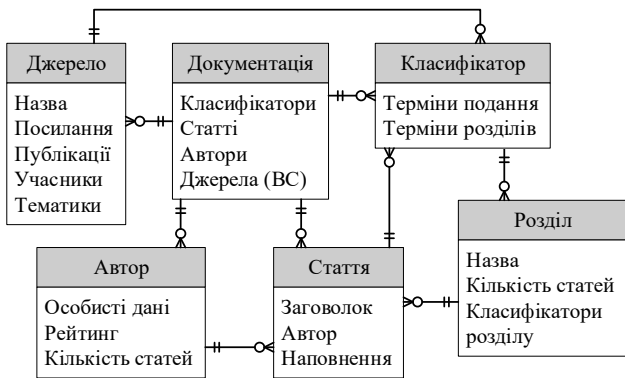 Джерело
Назва
Посилання
Публікації
Учасники
Тематики
Документація
Класифікатори
Статті
Автори
Джерела (ВС)
Класифікатор
Терміни подання
Терміни розділів
Автор
Особисті дані
Рейтинг
Кількість статей
Стаття
Заголовок
Автор
Наповнення
Розділ
Назва
Кількість статей
Класифікатори
розділу